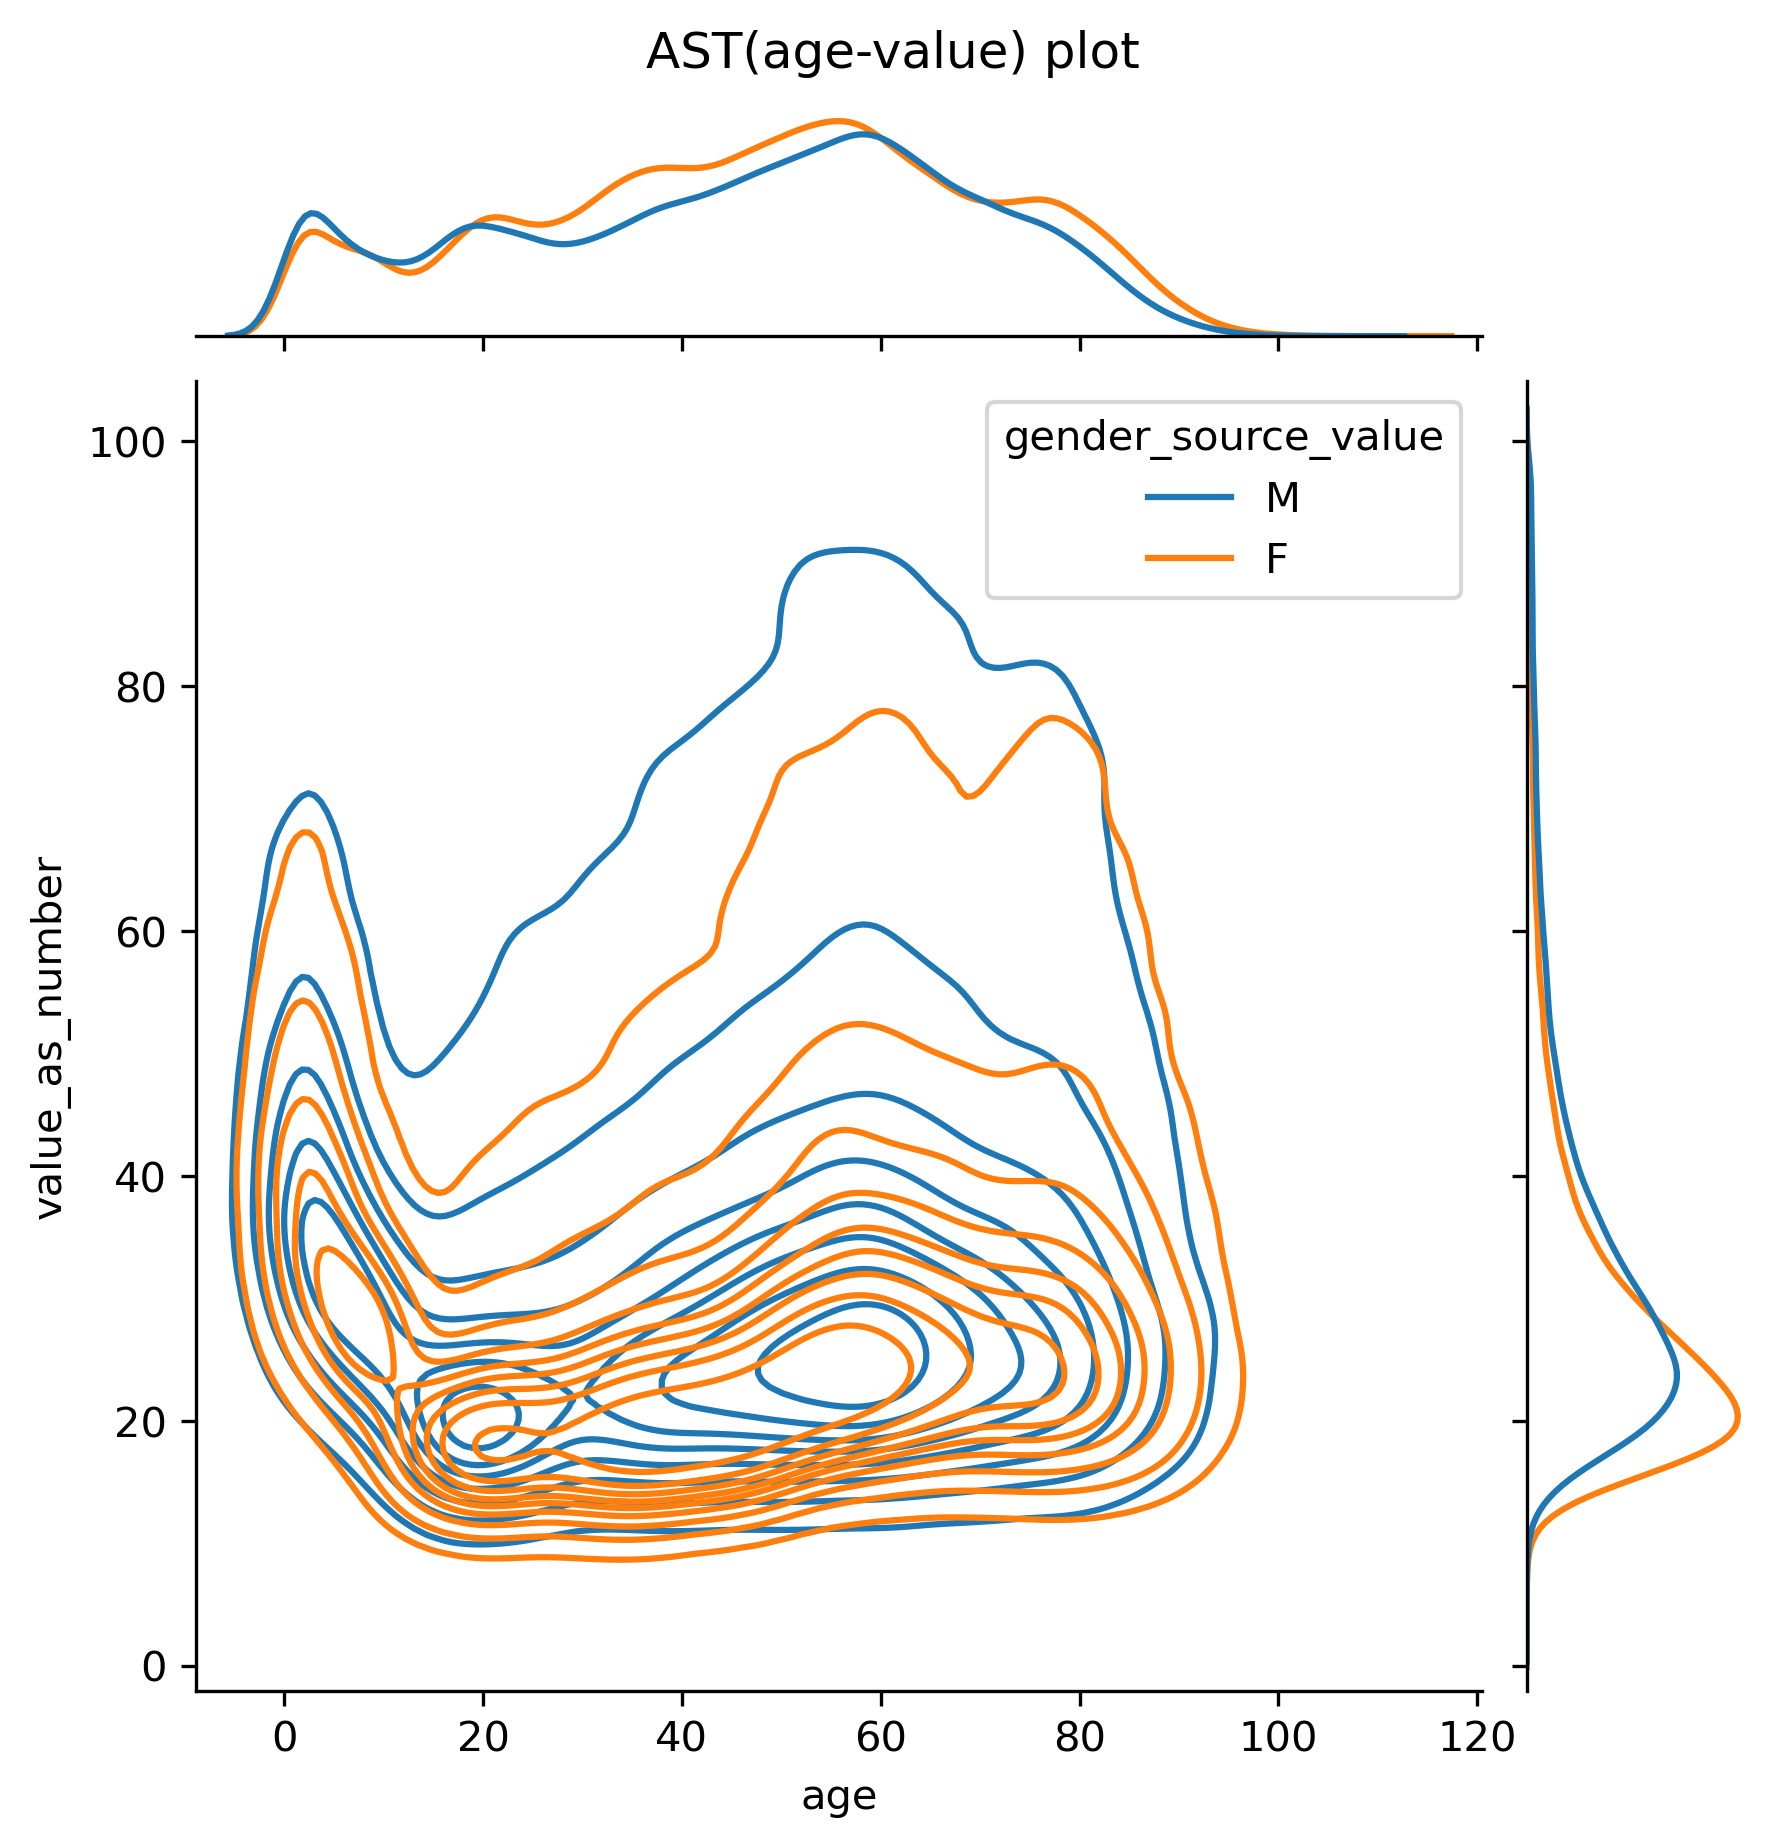 AST(age-value) plot
gender_source_value
M
F
100
80
60
40
20
0
value_as_number
0 20 40 60 80 100 120
age